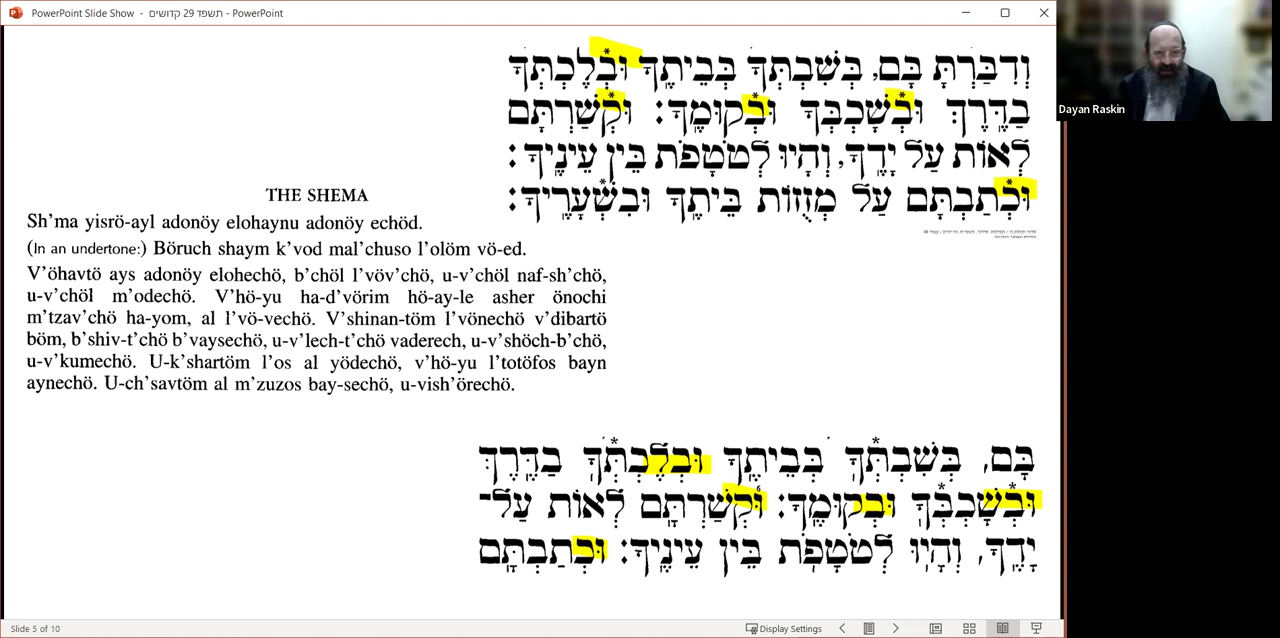 PowerPoint Slide Show - תשפד 29 קדושים - PowerPoint
Dayan Raskin
וְדִבַּרְתָּ בָּם, בְּשִׁבְתְּךָ בְּבֵיתֶךָ וּבְלֶכְתְּךָ
בַדֶּרֶךְ וּבְשָׁכְבְּךָ וּבְקוּמֶךָ: וּקְשַׁרְתָּם
לְאוֹת עַל יָדֶךָ, וְהָיוּ לְטֹטָפֹת בֵּין עֵינֶיךָ:
וּכְתַבְתָּם עַל מְזֻזוֹת בֵּיתֶךָ וּבִשְׁעָרֶיךָ:
THE SHEMA
Sh'ma yisrö-ayl adonöy elohaynu adonöy echöd.
(In an undertone:) Böruch shaym k'vod mal'chuso l'olöm vö-ed.
V'öhavtö ays adonöy elohechö, b'chöl l'vöv'chö, u-v'chöl naf-sh'chö,
u-v'chöl m'odechö. V'hö-yu ha-d'vörim hö-ay-le asher önochi
m'tzav'chö ha-yom, al l'vö-vechö. V'shinan-töm l'vönechö v'dibartö
böm, b'shiv-t'chö b'vaysechö, u-v'lech-t'chö vaderech, u-v'shöch-b'chö,
u-v'kumechö. U-k'shartöm l'os al yödechö, v'hö-yu l'totöfos bayn
aynechö. U-ch'savtöm al m'zuzos bay-sechö, u-vish'örechö.
בָּם, בְּשִׁבְתְּךָ בְּבֵיתֶךָ וּבְלֶכְתְּךָ בַדֶּרֶךְ
וּבְשָׁכְבְּךָ וּבְקוּמֶךָ: וּקְשַׁרְתָּם לְאוֹת עַל־
יָדֶךָ, וְהָיוּ לְטֹטָפֹת בֵּין עֵינֶיךָ: וּכְתַבְתָּם
Slide 5 of 10
Display Settings